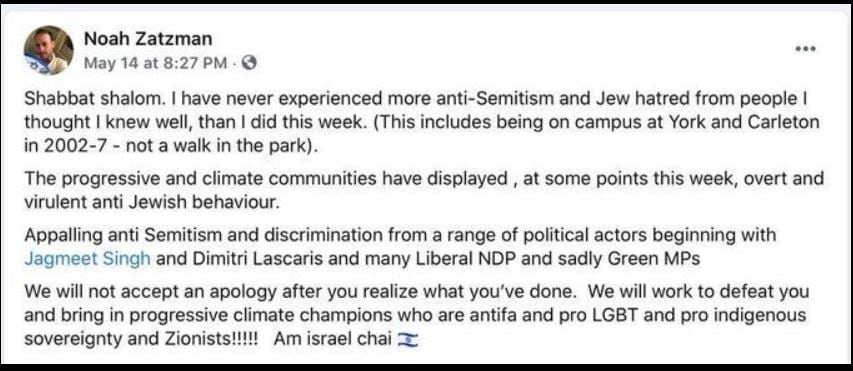 Noah Zatzman
May 14 at 8:27 PM ·
Shabbat shalom. I have never experienced more anti-Semitism and Jew hatred from people I
thought I knew well, than I did this week. (This includes being on campus at York and Carleton
in 2002-7 - not a walk in the park).
The progressive and climate communities have displayed , at some points this week, overt and
virulent anti Jewish behaviour.
Appalling anti Semitism and discrimination from a range of political actors beginning with
Jagmeet Singh and Dimitri Lascaris and many Liberal NDP and sadly Green MPs
We will not accept an apology after you realize what you’ve done.  We will work to defeat you
and bring in progressive climate champions who are antifa and pro LGBT and pro indigenous
sovereignty and Zionists!!!!!   Am israel chai 🇮🇱